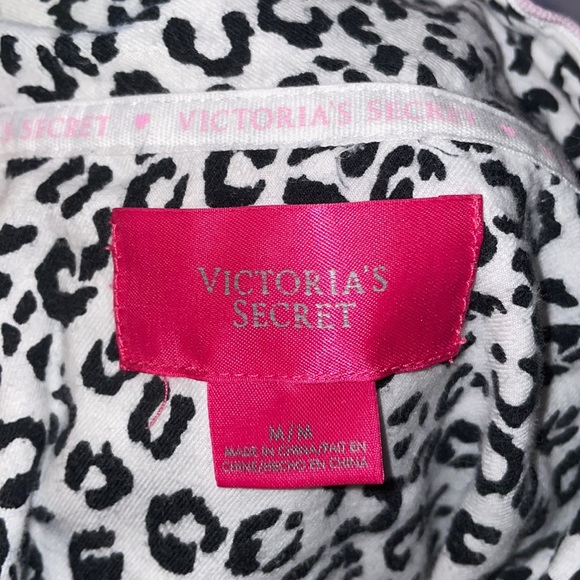 S SECRET ♥ VICTORIA'S SECRET ♥
VICTORIA'S
SECRET
M/M
MADE IN CHINA/FAIT EN
CHINE/HECHO EN CHINA